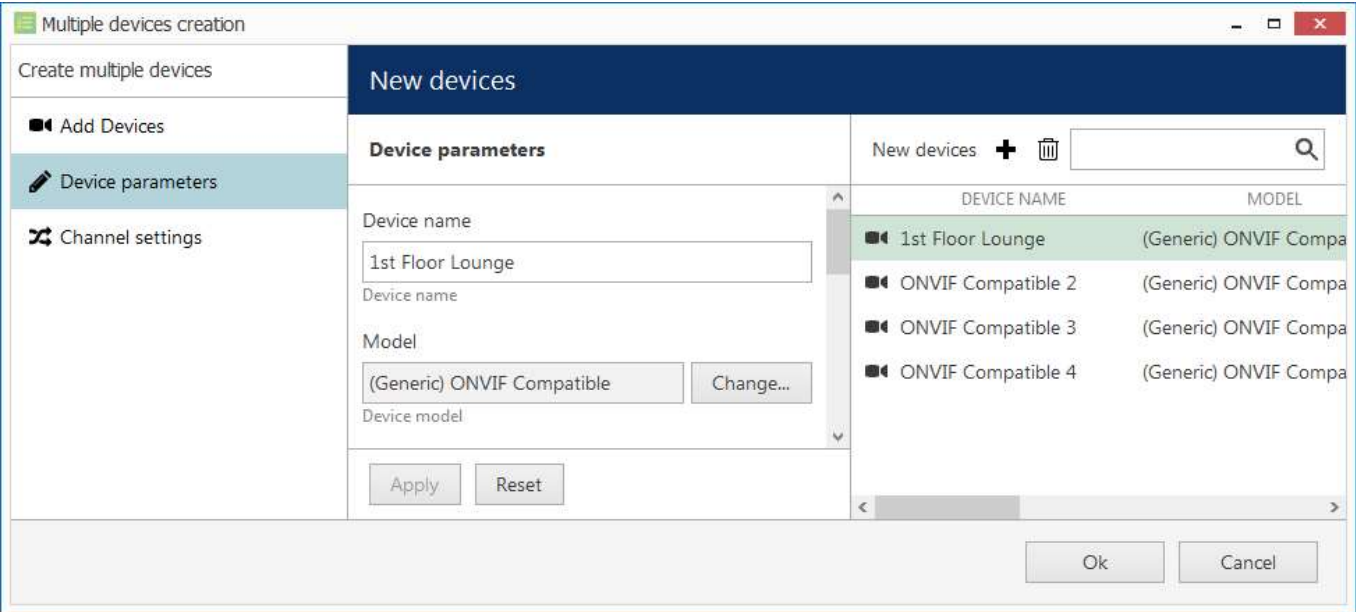 Multiple devices creation
Create multiple devices
Add Devices
Device parameters
Channel settings
New devices
Device parameters
Device name
1st Floor Lounge
Device name
Model
(Generic) ONVIF Compatible
Change...
Device model
Apply
Reset
New devices
DEVICE NAME MODEL
1st Floor Lounge (Generic) ONVIF Compa
ONVIF Compatible 2 (Generic) ONVIF Compa
ONVIF Compatible 3 (Generic) ONVIF Compa
ONVIF Compatible 4 (Generic) ONVIF Compa
Ok
Cancel